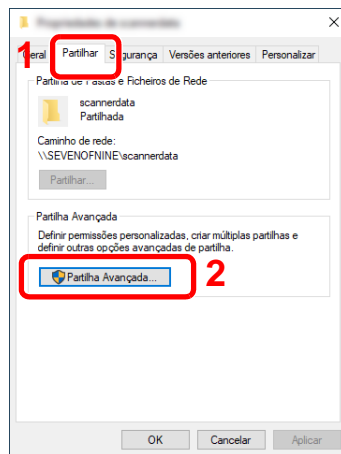 1
Geral Partilhar Segurança Versões anteriores Personalizar
Partilha de Pastas e Ficheiros de Rede
scannerdata
Partilhada
Caminho de rede:
\\SEVENOFNINE\scannerdata
Partilhar...
Partilha Avançada
Definir permissões personalizadas, criar múltiplas partilhas e
definir outras opções avançadas de partilha.
Partilha Avançada...
2
OK Cancelar Aplicar